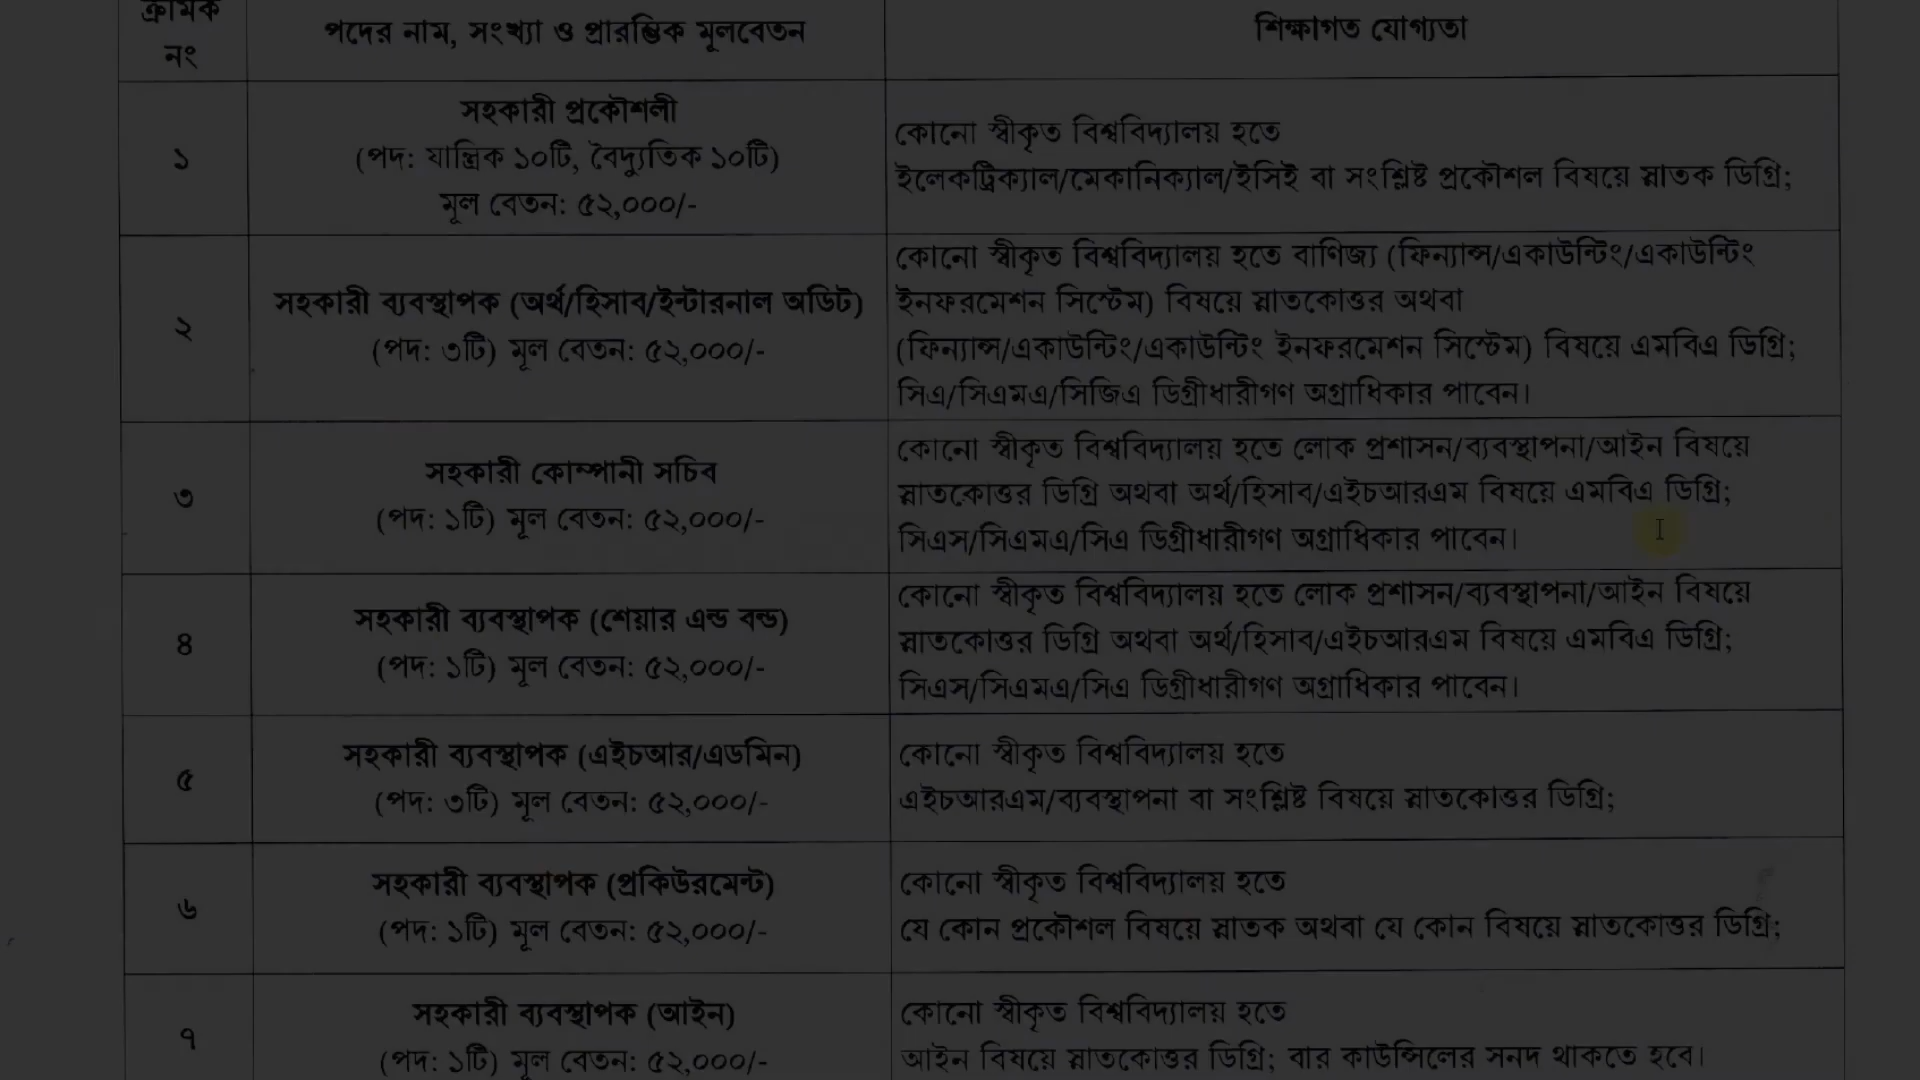 ক্রমিক
নং
পদের নাম, সংখ্যা ও প্রারম্ভিক মূলবেতন
শিক্ষাগত যোগ্যতা
১
সহকারী প্রকৌশলী
(পদ: যান্ত্রিক ১০টি, বৈদ্যুতিক ১০টি)
মূল বেতন: ৫২,০০০/-
কোনো স্বীকৃত বিশ্ববিদ্যালয় হতে
ইলেকট্রিক্যাল/মেকানিক্যাল/ইসিই বা সংশ্লিষ্ট প্রকৌশল বিষয়ে স্নাতক ডিগ্রি;
২
সহকারী ব্যবস্থাপক (অর্থ/হিসাব/ইন্টারনাল অডিট)
(পদ: ৩টি) মূল বেতন: ৫২,০০০/-
কোনো স্বীকৃত বিশ্ববিদ্যালয় হতে বাণিজ্য (ফিন্যান্স/একাউন্টিং/একাউন্টিং
ইনফরমেশন সিস্টেম) বিষয়ে স্নাতকোত্তর অথবা
(ফিন্যান্স/একাউন্টিং/একাউন্টিং ইনফরমেশন সিস্টেম) বিষয়ে এমবিএ ডিগ্রি;
সিএ/সিএমএ/সিজিএ ডিগ্রীধারীগণ অগ্রাধিকার পাবেন।
৩
সহকারী কোম্পানী সচিব
(পদ: ১টি) মূল বেতন: ৫২,০০০/-
কোনো স্বীকৃত বিশ্ববিদ্যালয় হতে লোক প্রশাসন/ব্যবস্থাপনা/আইন বিষয়ে
স্নাতকোত্তর ডিগ্রি অথবা অর্থ/হিসাব/এইচআরএম বিষয়ে এমবিএ ডিগ্রি;
সিএস/সিএমএ/সিএ ডিগ্রীধারীগণ অগ্রাধিকার পাবেন।
৪
সহকারী ব্যবস্থাপক (শেয়ার এন্ড বন্ড)
(পদ: ১টি) মূল বেতন: ৫২,০০০/-
কোনো স্বীকৃত বিশ্ববিদ্যালয় হতে লোক প্রশাসন/ব্যবস্থাপনা/আইন বিষয়ে
স্নাতকোত্তর ডিগ্রি অথবা অর্থ/হিসাব/এইচআরএম বিষয়ে এমবিএ ডিগ্রি;
সিএস/সিএমএ/সিএ ডিগ্রীধারীগণ অগ্রাধিকার পাবেন।
৫
সহকারী ব্যবস্থাপক (এইচআর/এডমিন)
(পদ: ৩টি) মূল বেতন: ৫২,০০০/-
কোনো স্বীকৃত বিশ্ববিদ্যালয় হতে
এইচআরএম/ব্যবস্থাপনা বা সংশ্লিষ্ট বিষয়ে স্নাতকোত্তর ডিগ্রি;
৬
সহকারী ব্যবস্থাপক (প্রকিউরমেন্ট)
(পদ: ১টি) মূল বেতন: ৫২,০০০/-
কোনো স্বীকৃত বিশ্ববিদ্যালয় হতে
যে কোন প্রকৌশল বিষয়ে স্নাতক অথবা যে কোন বিষয়ে স্নাতকোত্তর ডিগ্রি;
৭
সহকারী ব্যবস্থাপক (আইন)
(পদ: ১টি) মূল বেতন: ৫২,০০০/-
কোনো স্বীকৃত বিশ্ববিদ্যালয় হতে
আইন বিষয়ে স্নাতকোত্তর ডিগ্রি; বার কাউন্সিলের সনদ থাকতে হবে।